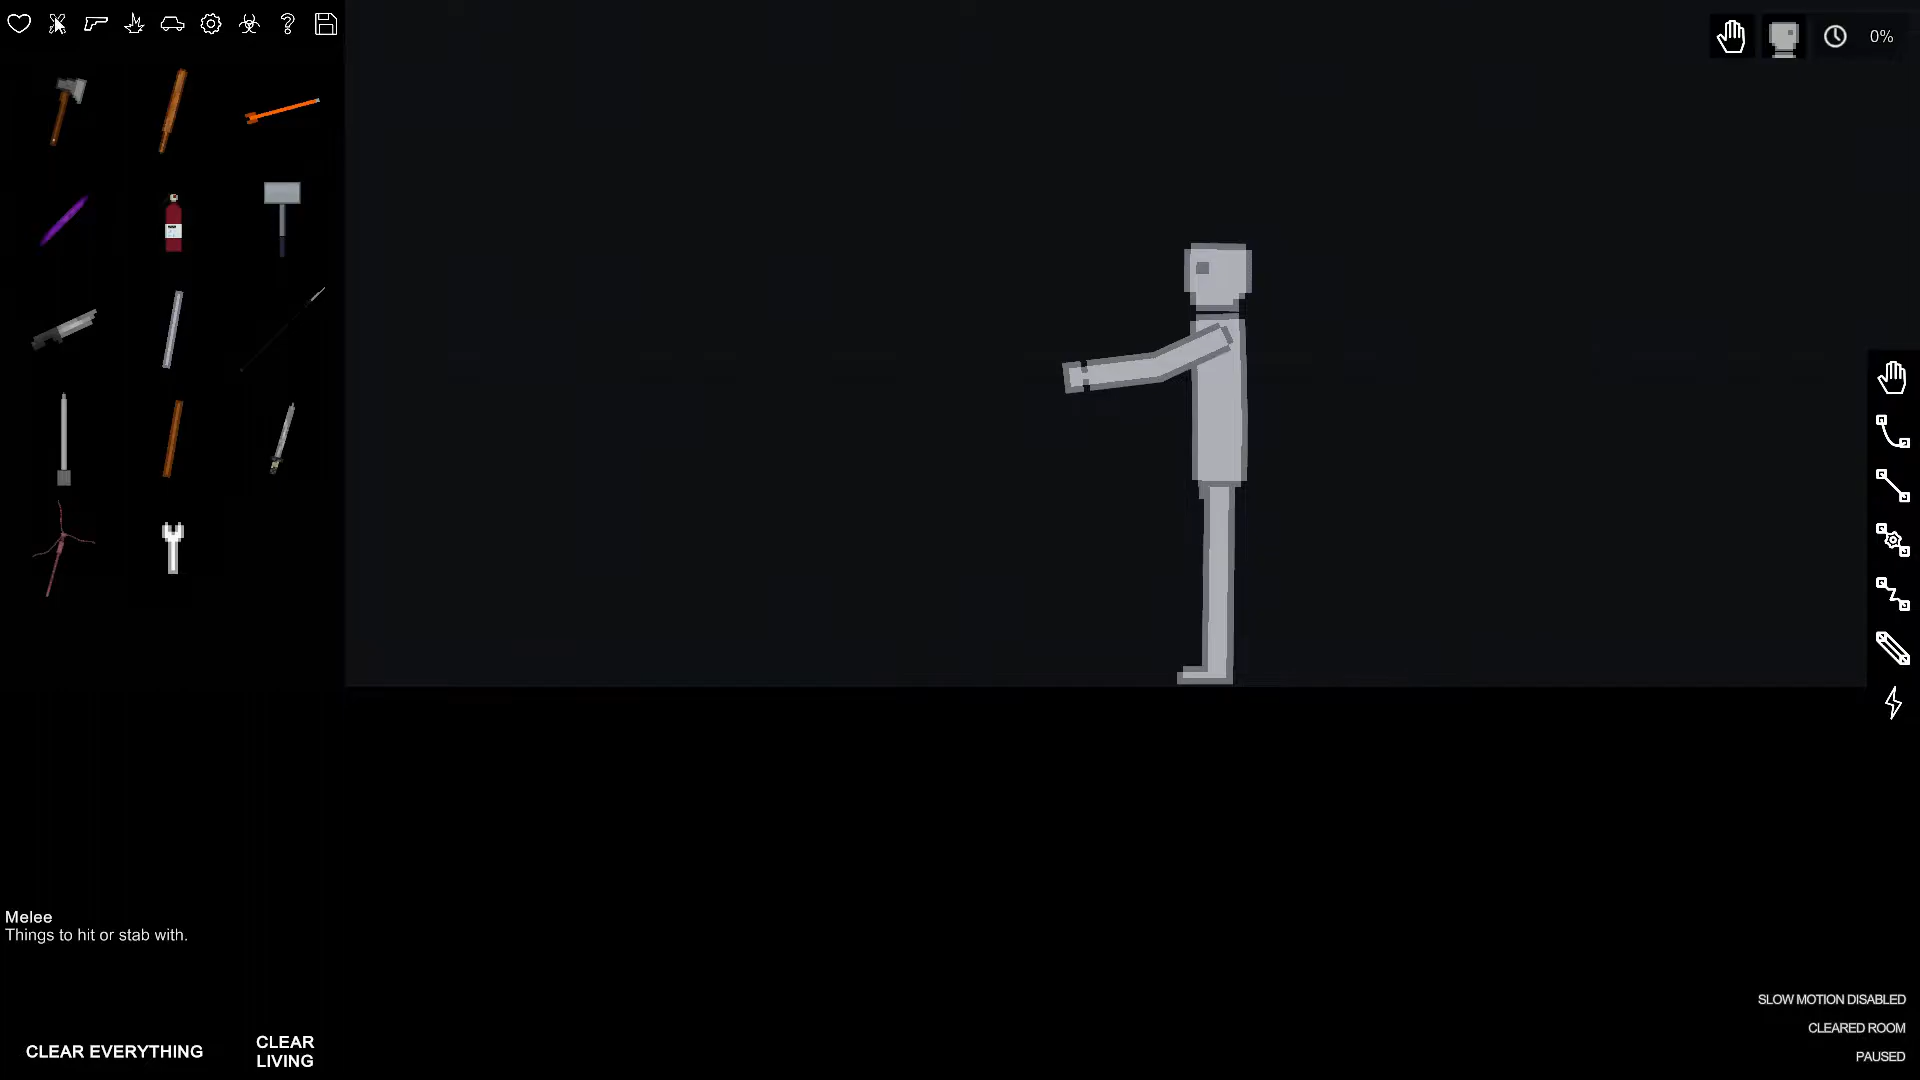 0%
Melee
Things to hit or stab with.
CLEAR EVERYTHING
CLEAR
LIVING
SLOW MOTION DISABLED
CLEARED ROOM
PAUSED